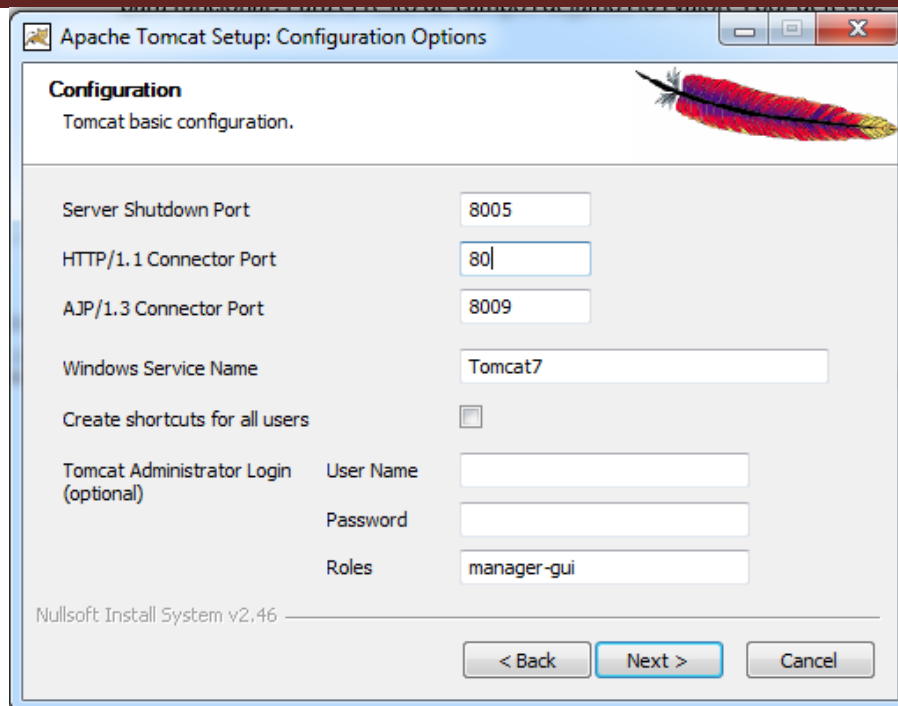 Apache Tomcat Setup: Configuration Options
Configuration
Tomcat basic configuration.
Server Shutdown Port 8005
HTTP/1.1 Connector Port 80
AJP/1.3 Connector Port 8009
Windows Service Name Tomcat7
Create shortcuts for all users
Tomcat Administrator Login User Name
(optional)
Password
Roles manager-gui
Nullsoft Install System v2.46
< Back Next > Cancel